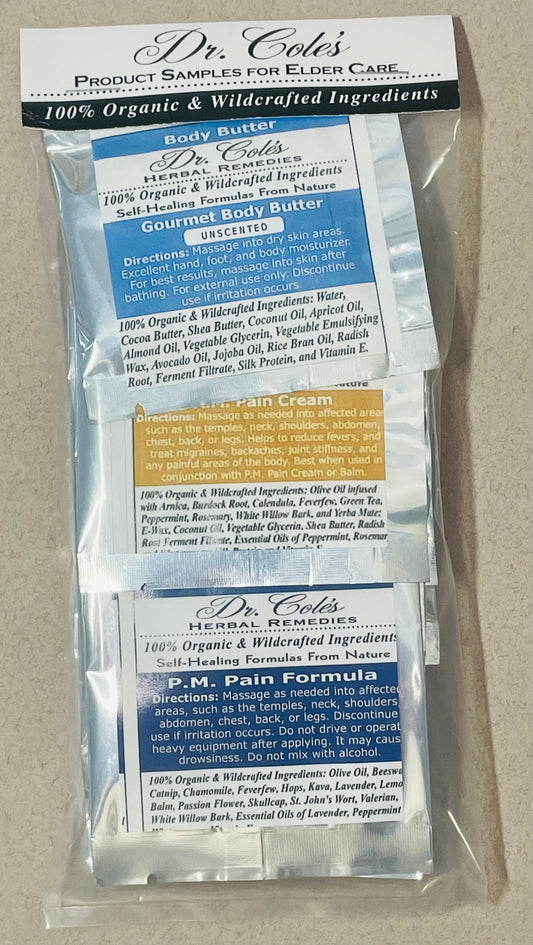 Dr. Cole's
PRODUCT SAMPLES FOR ELDER CARE
100% Organic & Wildcrafted Ingredients
Body Butter
Dr. Cole's
HERBAL REMEDIES
100% Organic & Wildcrafted Ingredients
Self-Healing Formulas From Nature
Gourmet Body Butter
UNSCENTED
Directions: Massage into dry skin areas.
Excellent hand, foot, and body moisturizer.
For best results, massage into skin after
bathing. For external use only. Discontinue
use if irritation occurs.
100% Organic & Wildcrafted Ingredients: Water,
Cocoa Butter, Shea Butter, Coconut Oil, Apricot Oil,
Almond Oil, Vegetable Glycerin, Vegetable Emulsifying
Wax, Avocado Oil, Jojoba Oil, Rice Bran Oil, Radish
Root, Ferment Filtrate, Silk Protein, and Vitamin E.
Nature
Pain Cream
Directions: Massage as needed into affected areas
such as the temples, neck, shoulders, abdomen,
chest, back, or legs. Helps to reduce fevers, and
treat migraines, backaches, joint stiffness, and
any painful areas of the body. Best when used in
conjunction with P.M. Pain Cream or Balm.
100% Organic & Wildcrafted Ingredients: Olive Oil infused
with Arnica, Burdock Root, Calendula, Feverfew, Green Tea,
Peppermint, Rosemary, White Willow Bark, and Yerba Mate;
E-Wax, Coconut Oil, Vegetable Glycerin, Shea Butter, Radish
Root Ferment Filtrate, Essential Oils of Peppermint, Rosemar
Dr. Cole's
HERBAL REMEDIES
100% Organic & Wildcrafted Ingredients
Self-Healing Formulas From Nature
P.M. Pain Formula
Directions: Massage as needed into affected
areas, such as the temples, neck, shoulders,
abdomen, chest, back, or legs. Discontinue
use if irritation occurs. Do not drive or operat
heavy equipment after applying. It may caus
drowsiness. Do not mix with alcohol.
100% Organic & Wildcrafted Ingredients: Olive Oil, Beeswa
Catnip, Chamomile, Feverfew, Hops, Kava, Lavender, Lemo
Balm, Passion Flower, Skullcap, St. John's Wort, Valerian,
White Willow Bark, Essential Oils of Lavender, Peppermint